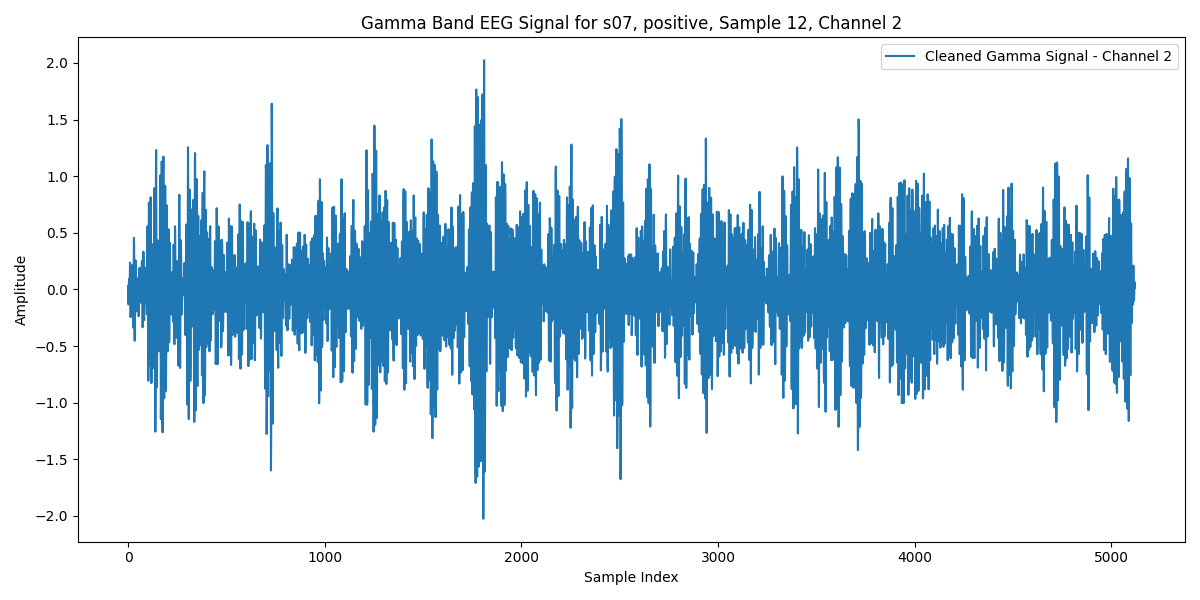 Gamma Band EEG Signal for s07, positive, Sample 12, Channel 2
Cleaned Gamma Signal - Channel 2
2.0
1.5
1.0
0.5
0.0
−0.5
−1.0
−1.5
−2.0
Amplitude
0 1000 2000 3000 4000 5000
Sample Index